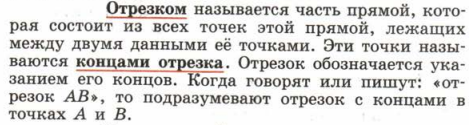 Отрезком называется часть прямой, кото-
рая состоит из всех точек этой прямой, лежащих
между двумя данными её точками. Эти точки назы-
ваются концами отрезка. Отрезок обозначается ука-
занием его концов. Когда говорят или пишут: «от-
резок AB», то подразумевают отрезок с концами в
точках A и B.